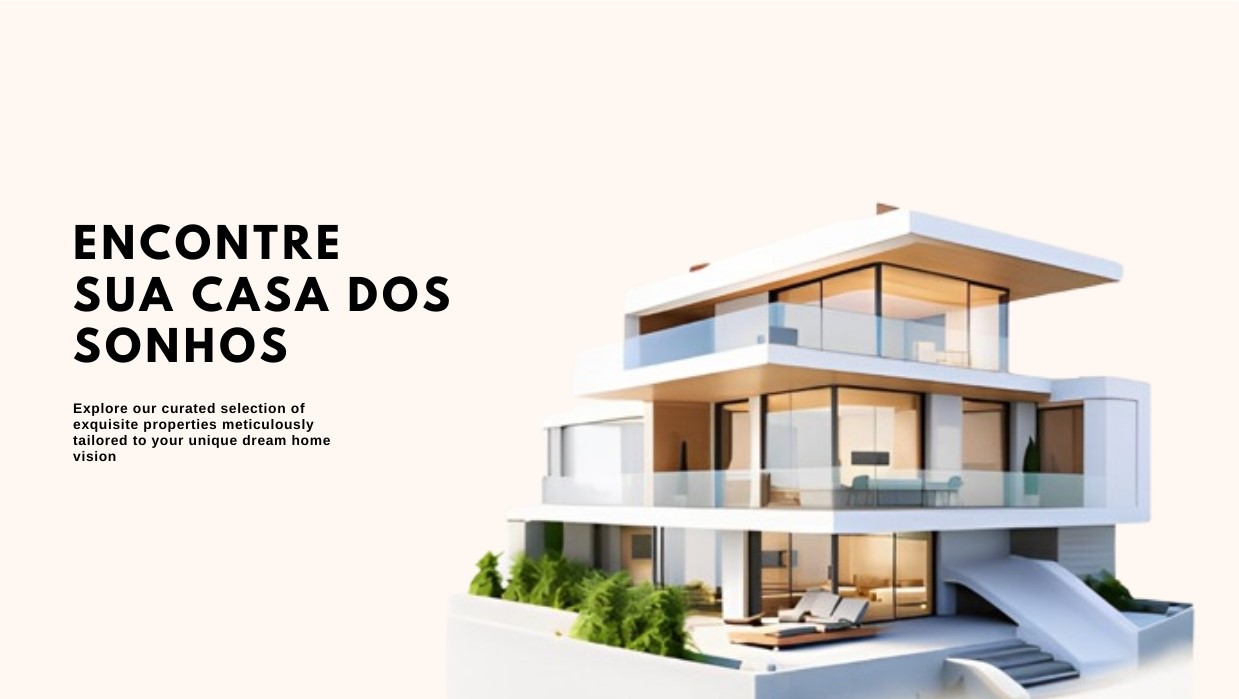 ENCONTRE
SUA CASA DOS
SONHOS
Explore our curated selection of
exquisite properties meticulously
tailored to your unique dream home
vision